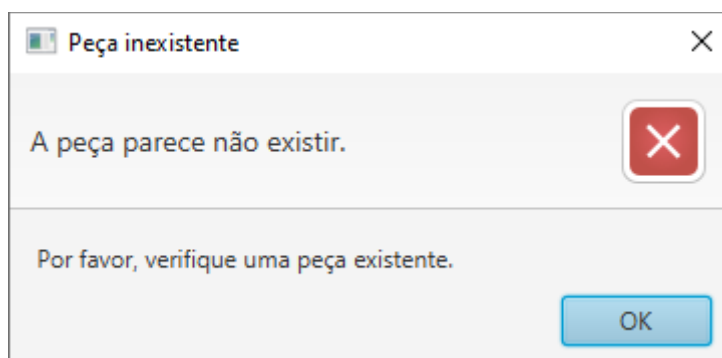 Peça inexistente
A peça parece não existir.
Por favor, verifique uma peça existente.
OK